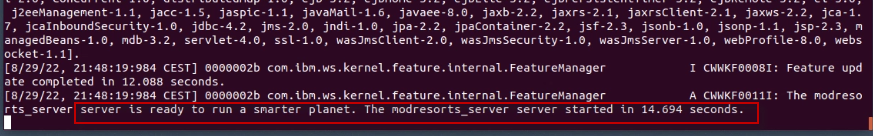 j2eeManagement-1.1, jacc-1.5, jaspic-1.1, javaMail-1.6, javaee-8.0, jaxb-2.2, jaxrs-2.1, jaxrsClient-2.1, jaxws-2.2, jca-1.
7, jcaInboundSecurity-1.0, jdbc-4.2, jms-2.0, jndi-1.0, jpa-2.2, jpaContainer-2.2, jsf-2.3, jsonb-1.0, jsonp-1.1, jsp-2.3, m
anagedBeans-1.0, mdb-3.2, servlet-4.0, ssl-1.0, wasJmsClient-2.0, wasJmsSecurity-1.0, wasJmsServer-1.0, webProfile-8.0, webs
ocket-1.1].
[8/29/22, 21:48:19:984 CEST] 0000002b com.ibm.ws.kernel.feature.internal.FeatureManager I CWWKF0008I: Feature upd
ate completed in 12.088 seconds.
[8/29/22, 21:48:19:984 CEST] 0000002b com.ibm.ws.kernel.feature.internal.FeatureManager A CWWKF0011I: The modreso
rts_server server is ready to run a smarter planet. The modresorts_server server started in 14.694 seconds.